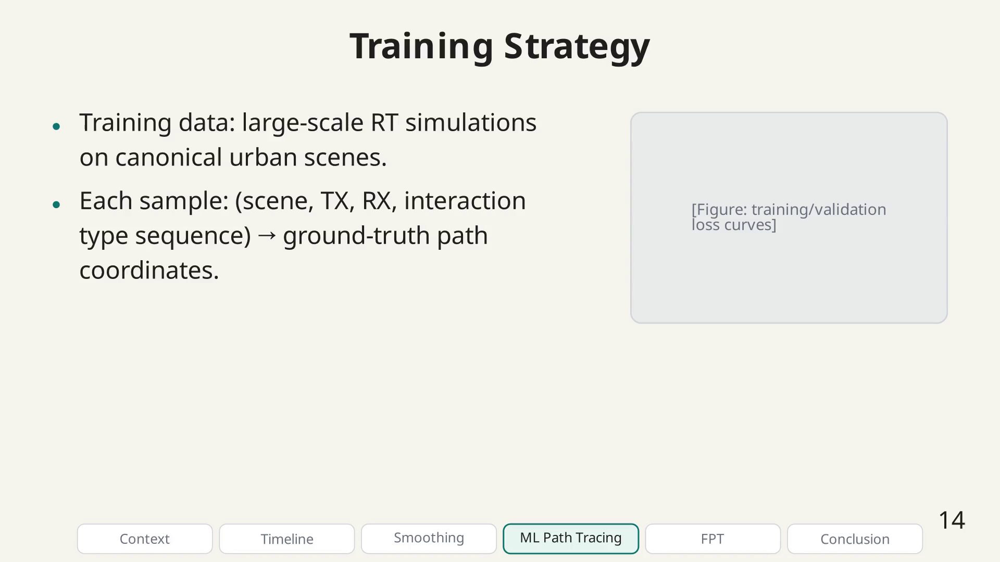 Training Strategy
Training data: large-scale RT simulations
on canonical urban scenes.
Each sample: (scene, TX, RX, interaction
type sequence) → ground-truth path
coordinates.
[Figure: training/validation
loss curves]
14
Context
Timeline
Smoothing
ML Path Tracing
FPT
Conclusion